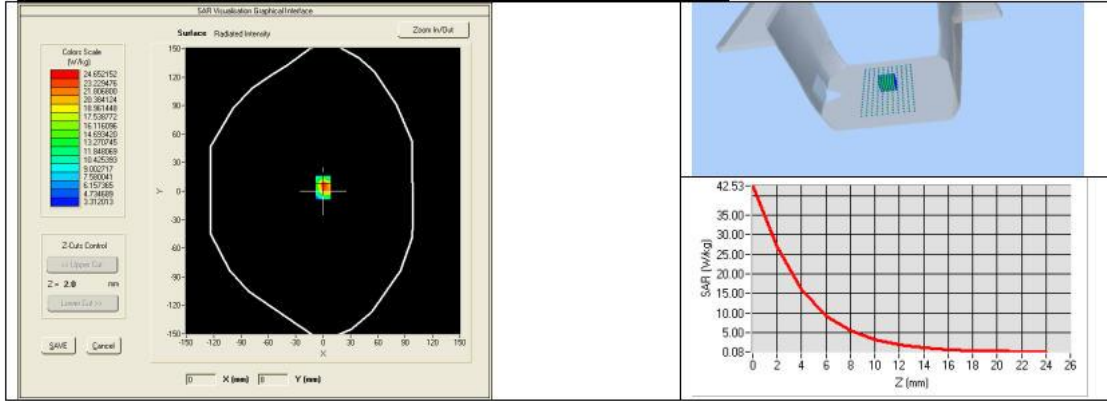 SAR Visualisation Graphical Interface
Surface Radiated Intensity
Zoom In/Out
Colors Scale
(W/kg)
24.652152
23.229476
21.806800
20.384124
18.961448
17.538772
16.116096
14.693420
13.270745
11.848069
10.425393
9.002717
7.580041
6.157365
4.734689
3.312013
150
120
90
60
30
0
-30
-60
-90
-120
-150
Y
-150 -120 -90 -60 -30 0 30 60 90 120 150
X
Z-Cuts Control
<< Upper Cut
Z = 2.0 mm
Lower Cut >>
SAVE Cancel
0 X (mm) 8 Y (mm)
42.53
35.00
30.00
25.00
20.00
15.00
10.00
5.00
0.08
SAR (W/kg)
0 2 4 6 8 10 12 14 16 18 20 22 24 26
Z (mm)